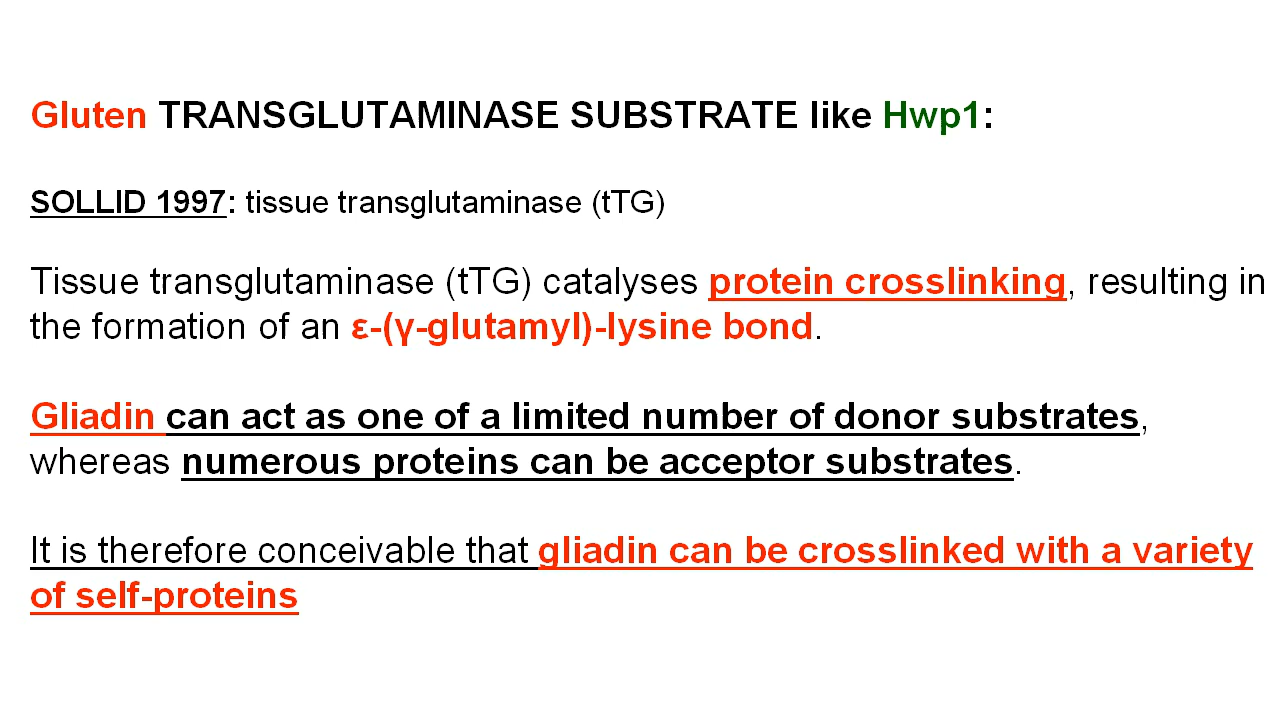 Gluten TRANSGLUTAMINASE SUBSTRATE like Hwp1:
SOLLID 1997: tissue transglutaminase (tTG)
Tissue transglutaminase (tTG) catalyses protein crosslinking, resulting in
the formation of an ε-(γ-glutamyl)-lysine bond.
Gliadin can act as one of a limited number of donor substrates,
whereas numerous proteins can be acceptor substrates.
It is therefore conceivable that gliadin can be crosslinked with a variety
of self-proteins